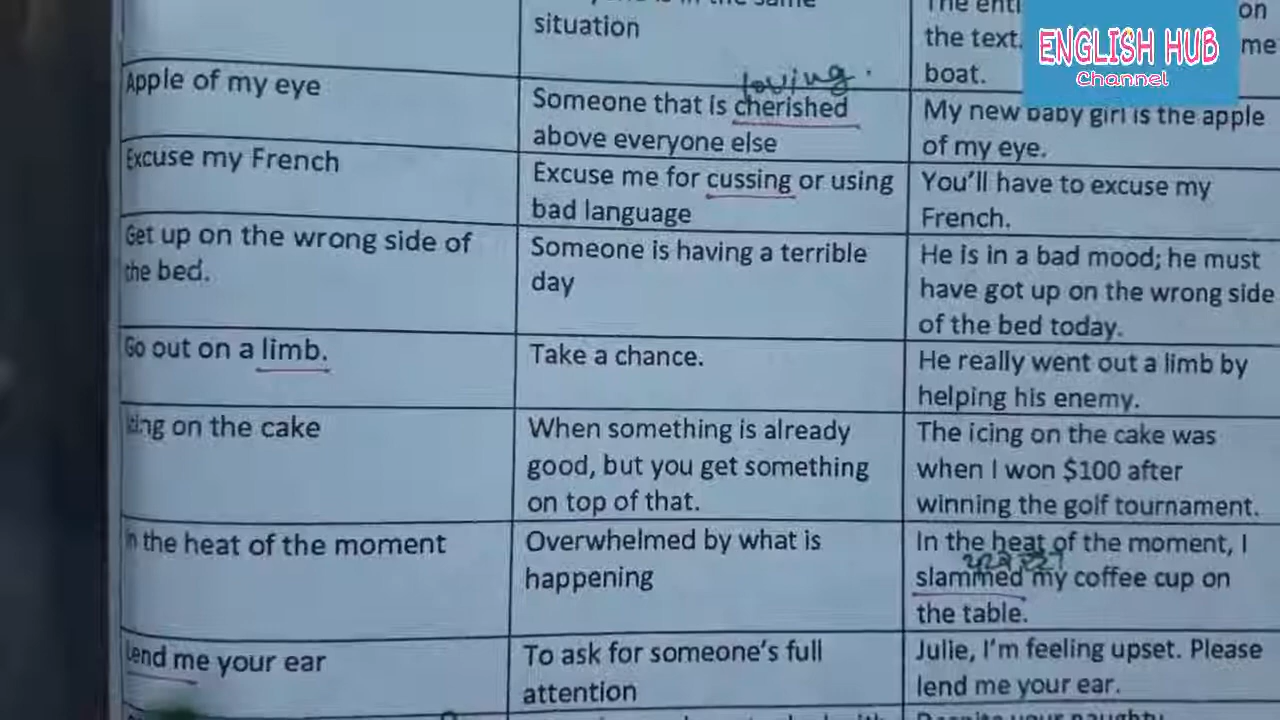 situation
the text.
me
on
boat.
ENGLISH HUB
Channel
loving.
Apple of my eye
Someone that is cherished
above everyone else
My new baby girl is the apple
of my eye.
Excuse my French
Excuse me for cussing or using
bad language
You'll have to excuse my
French.
Get up on the wrong side of
the bed.
Someone is having a terrible
day
He is in a bad mood; he must
have got up on the wrong side
of the bed today.
Go out on a limb.
Take a chance.
He really went out a limb by
helping his enemy.
Icing on the cake
When something is already
good, but you get something
on top of that.
The icing on the cake was
when I won $100 after
winning the golf tournament.
In the heat of the moment
Overwhelmed by what is
happening
In the heat of the moment, I
slammed my coffee cup on
the table.
Lend me your ear
To ask for someone's full
attention
Julie, I'm feeling upset. Please
lend me your ear.